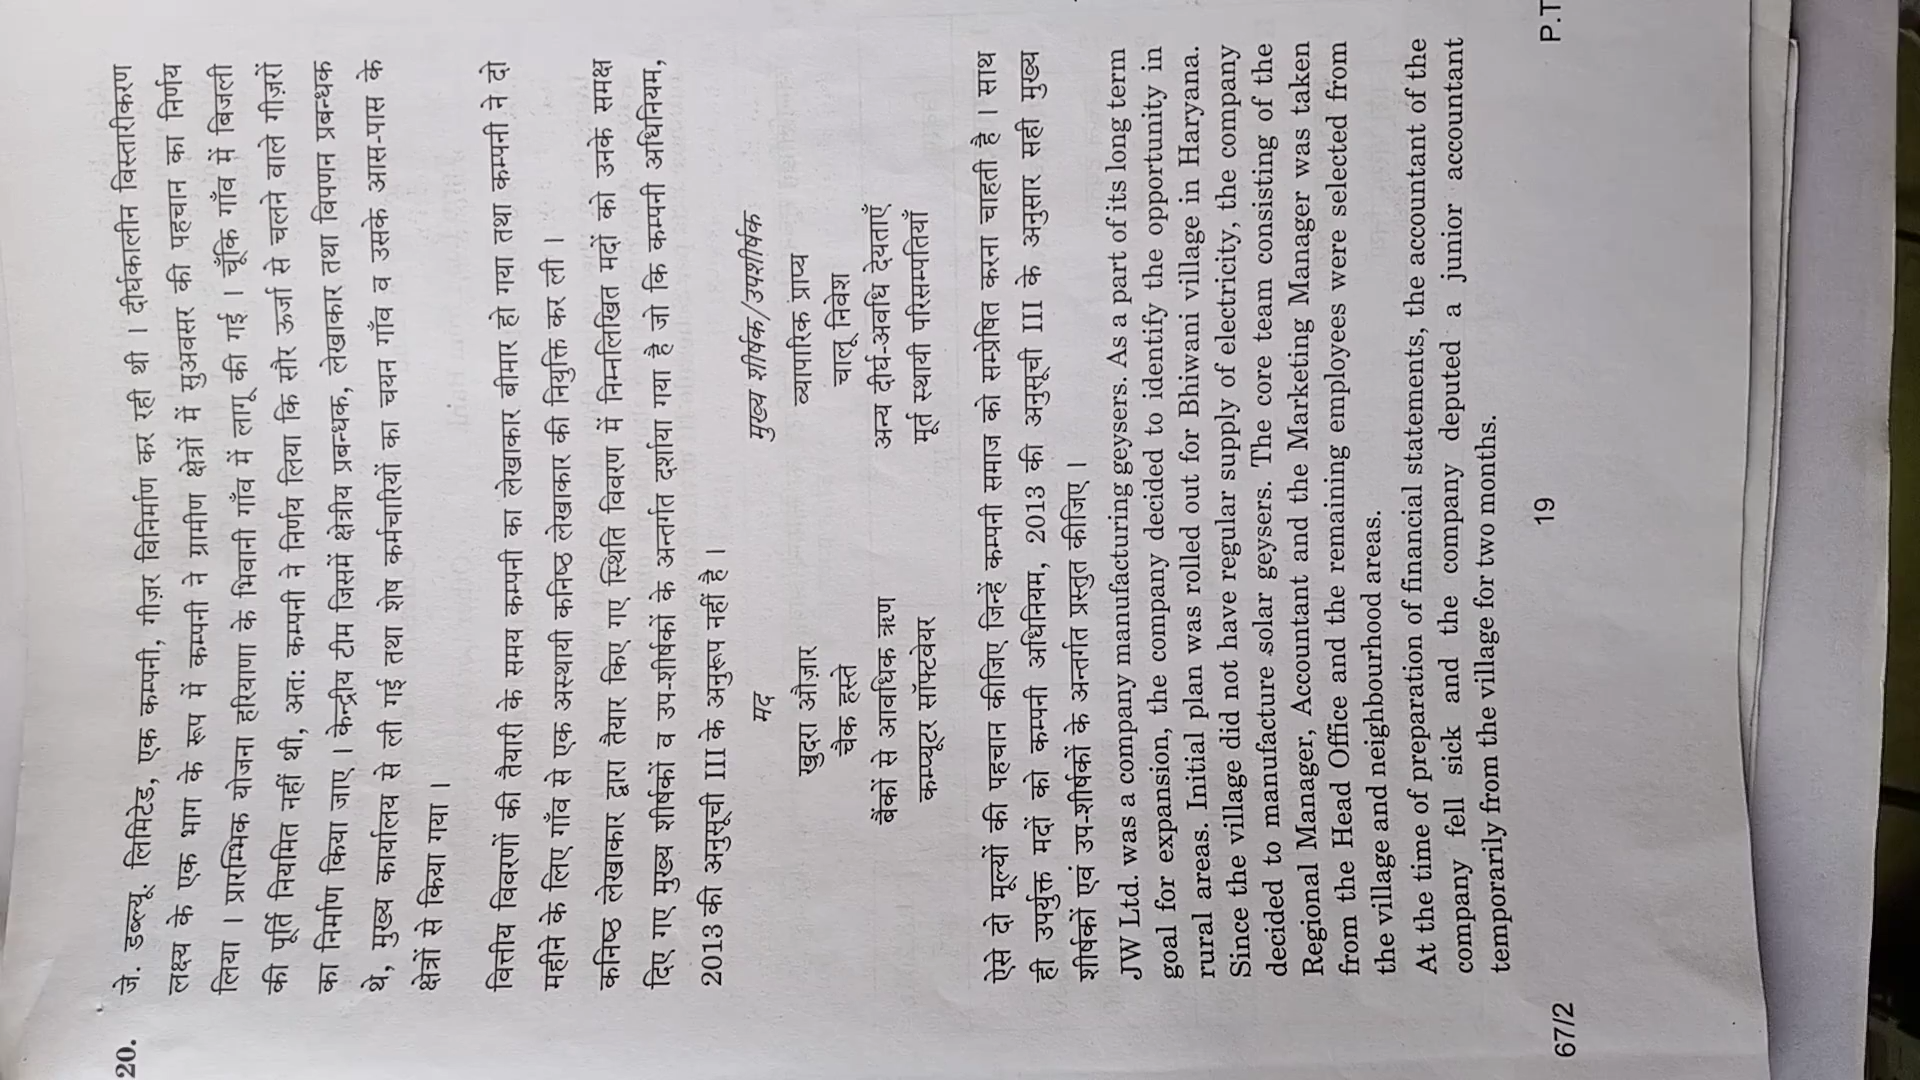 20. जे. डब्ल्यू. लिमिटेड, एक कम्पनी, गीज़र विनिर्माण कर रही थी । दीर्घकालीन विस्तारीकरण
लक्ष्य के एक भाग के रूप में कम्पनी ने ग्रामीण क्षेत्रों में सुअवसर की पहचान का निर्णय
लिया । प्रारम्भिक योजना हरियाणा के भिवानी गाँव में लागू की गई । चूँकि गाँव में बिजली
की पूर्ति नियमित नहीं थी, अतः कम्पनी ने निर्णय लिया कि सौर ऊर्जा से चलने वाले गीज़रों
का निर्माण किया जाए । केन्द्रीय टीम जिसमें क्षेत्रीय प्रबन्धक, लेखाकार तथा विपणन प्रबन्धक
थे, मुख्य कार्यालय से ली गई तथा शेष कर्मचारियों का चयन गाँव व उसके आस-पास के
क्षेत्रों से किया गया ।
वित्तीय विवरणों की तैयारी के समय कम्पनी का लेखाकार बीमार हो गया तथा कम्पनी ने दो
महीने के लिए गाँव से एक अस्थायी कनिष्ठ लेखाकार की नियुक्ति कर ली ।
कनिष्ठ लेखाकार द्वारा तैयार किए गए स्थिति विवरण में निम्नलिखित मदों को उनके समक्ष
दिए गए मुख्य शीर्षकों व उप-शीर्षकों के अन्तर्गत दर्शाया गया है जो कि कम्पनी अधिनियम,
2013 की अनुसूची III के अनुरूप नहीं है ।
मद मुख्य शीर्षक/उपशीर्षक
खुदरा औज़ार व्यापारिक प्राप्य
चैक हस्ते चालू निवेश
बैंकों से आवधिक ऋण अन्य दीर्घ-अवधि देयताएँ
कम्प्यूटर सॉफ्टवेयर मूर्त स्थायी परिसम्पतियाँ
ऐसे दो मूल्यों की पहचान कीजिए जिन्हें कम्पनी समाज को सम्प्रेषित करना चाहती है । साथ
ही उपर्युक्त मदों को कम्पनी अधिनियम, 2013 की अनुसूची III के अनुसार सही मुख्य
शीर्षकों एवं उप-शीर्षकों के अन्तर्गत प्रस्तुत कीजिए ।
JW Ltd. was a company manufacturing geysers. As a part of its long term
goal for expansion, the company decided to identify the opportunity in
rural areas. Initial plan was rolled out for Bhiwani village in Haryana.
Since the village did not have regular supply of electricity, the company
decided to manufacture solar geysers. The core team consisting of the
Regional Manager, Accountant and the Marketing Manager was taken
from the Head Office and the remaining employees were selected from
the village and neighbourhood areas.
At the time of preparation of financial statements, the accountant of the
company fell sick and the company deputed a junior accountant
temporarily from the village for two months.
67/2 19 P.T